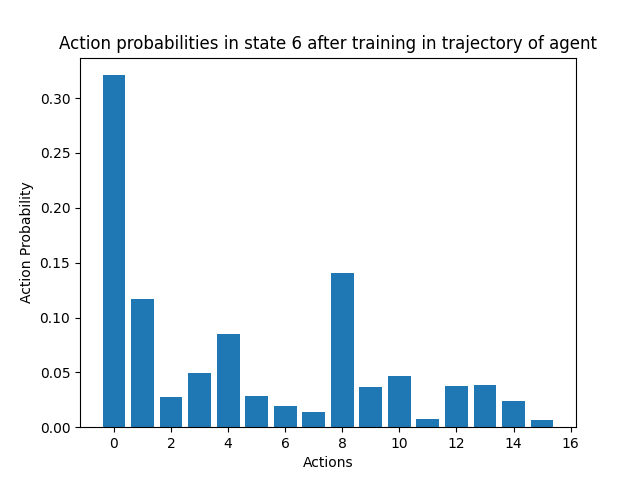 Action probabilities in state 6 after training in trajectory of agent
0.30
0.25
0.20
0.15
0.10
0.05
0.00
Action Probability
0 2 4 6 8 10 12 14 16
Actions